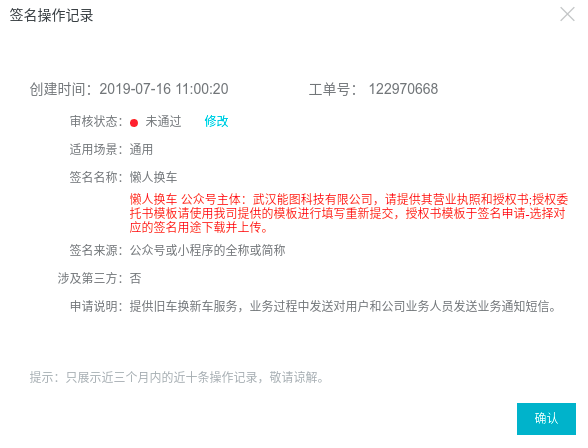 签名操作记录
创建时间：2019-07-16 11:00:20 工单号： 122970668
审核状态： 未通过 修改
适用场景：通用
签名名称：懒人换车
懒人换车 公众号主体：武汉能图科技有限公司，请提供其营业执照和授权书;授权委
托书模板请使用我司提供的模板进行填写重新提交，授权书模板于签名申请-选择对
应的签名用途下载并上传。
签名来源：公众号或小程序的全称或简称
涉及第三方：否
申请说明：提供旧车换新车服务，业务过程中发送对用户和公司业务人员发送业务通知短信。
提示：只展示近三个月内的近十条操作记录，敬请谅解。
确认